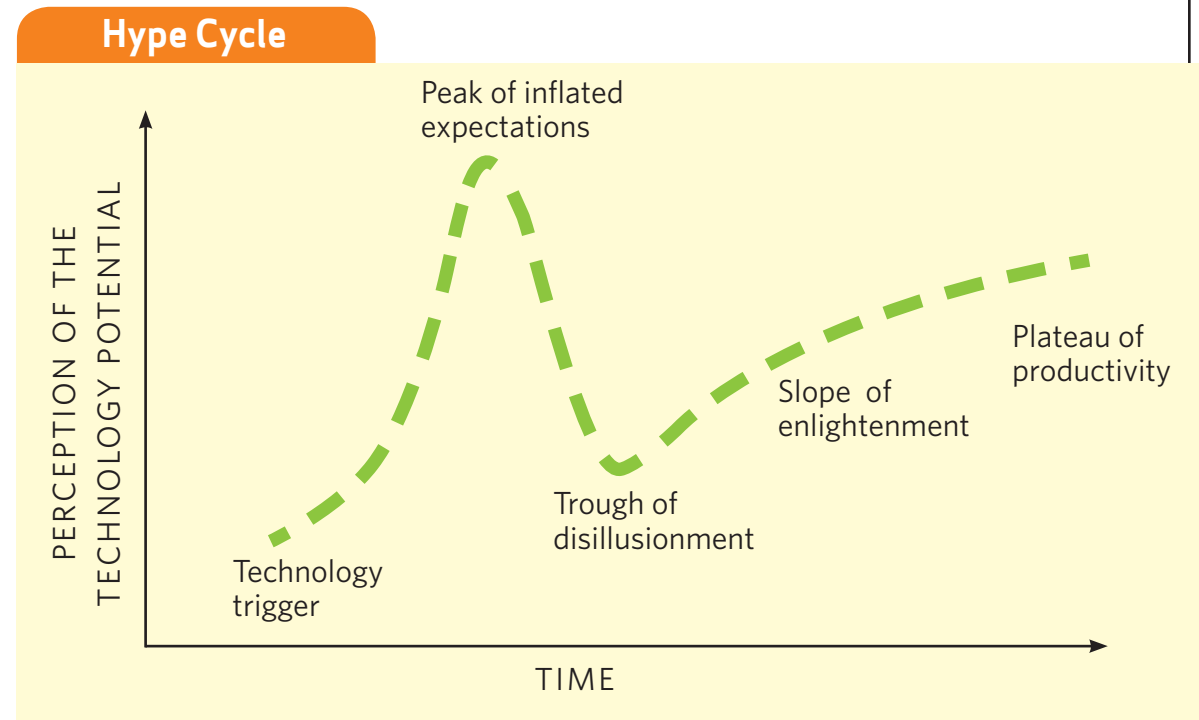 Hype Cycle
Peak of inflated
expectations
PERCEPTION OF THE
TECHNOLOGY POTENTIAL
Plateau of
productivity
Slope of
enlightenment
Trough of
disillusionment
Technology
trigger
TIME